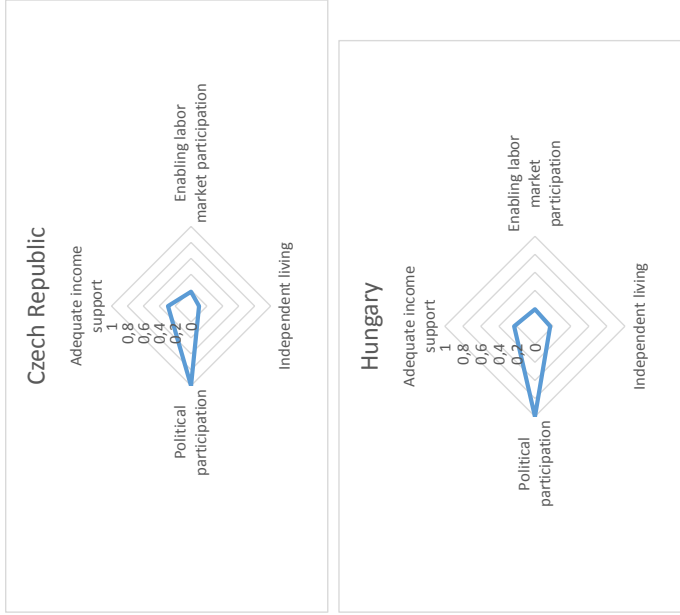 Czech Republic
Adequate income
support
1
0,8
0,6
0,4
0,2
0
Enabling labor
market participation
Independent living
Political
participation
Hungary
Adequate income
support
1
0,8
0,6
0,4
0,2
0
Enabling labor
market
participation
Independent living
Political
participation